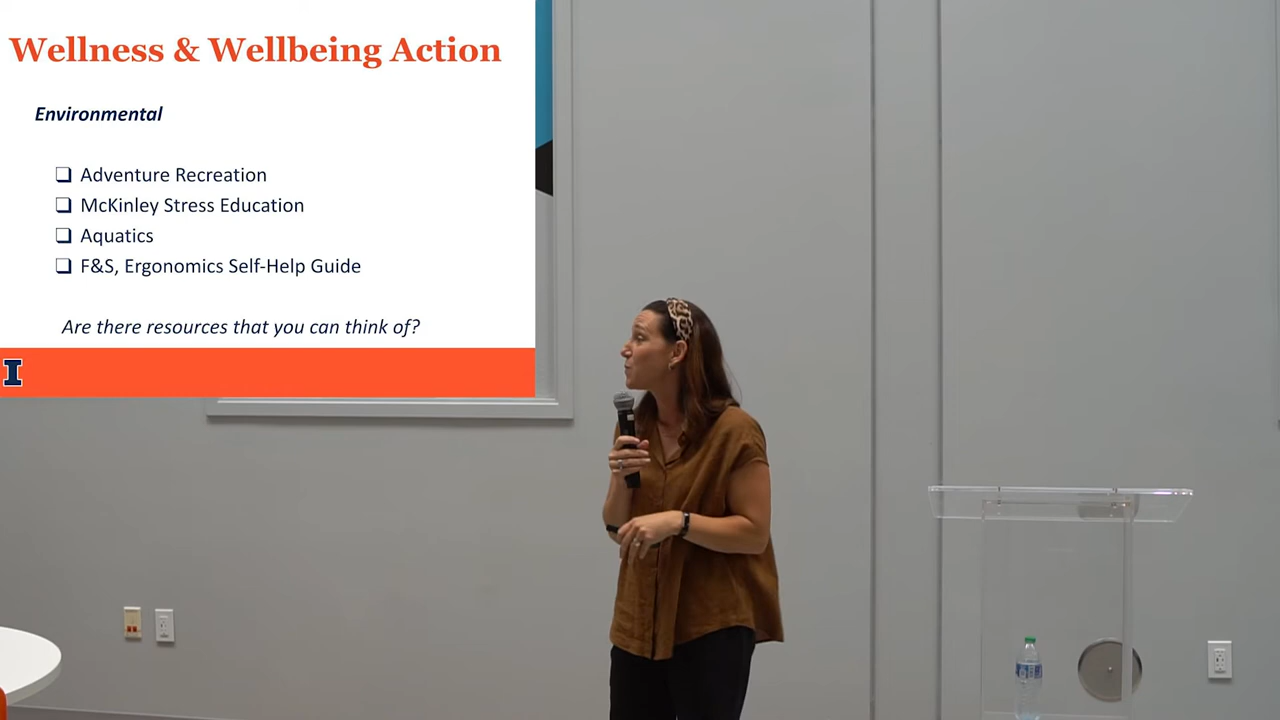 Wellness & Wellbeing Action
Environmental
❑ Adventure Recreation
❑ McKinley Stress Education
❑ Aquatics
❑ F&S, Ergonomics Self-Help Guide
Are there resources that you can think of?
I